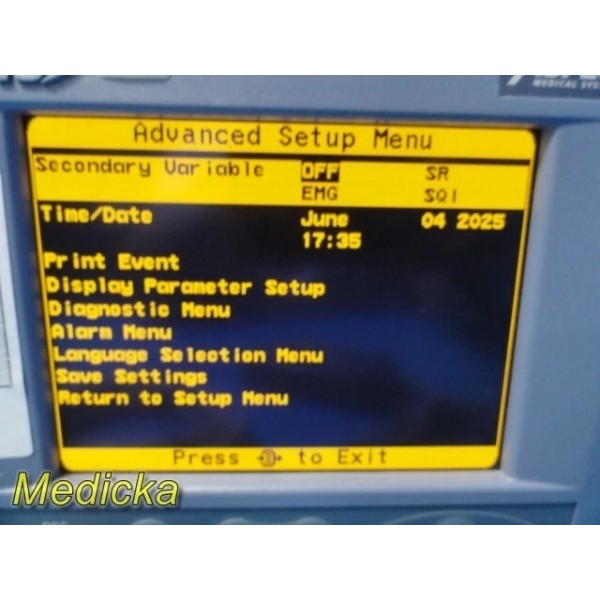 MEDICAL SYS
Advanced Setup Menu
Secondary Variable OFF SR
EMG SQI
Time/Date June 04 2025
17:35
Print Event
Display Parameter Setup
Diagnostic Menu
Alarm Menu
Language Selection Menu
Save Settings
Return to Setup Menu
Press to Exit
Medicka